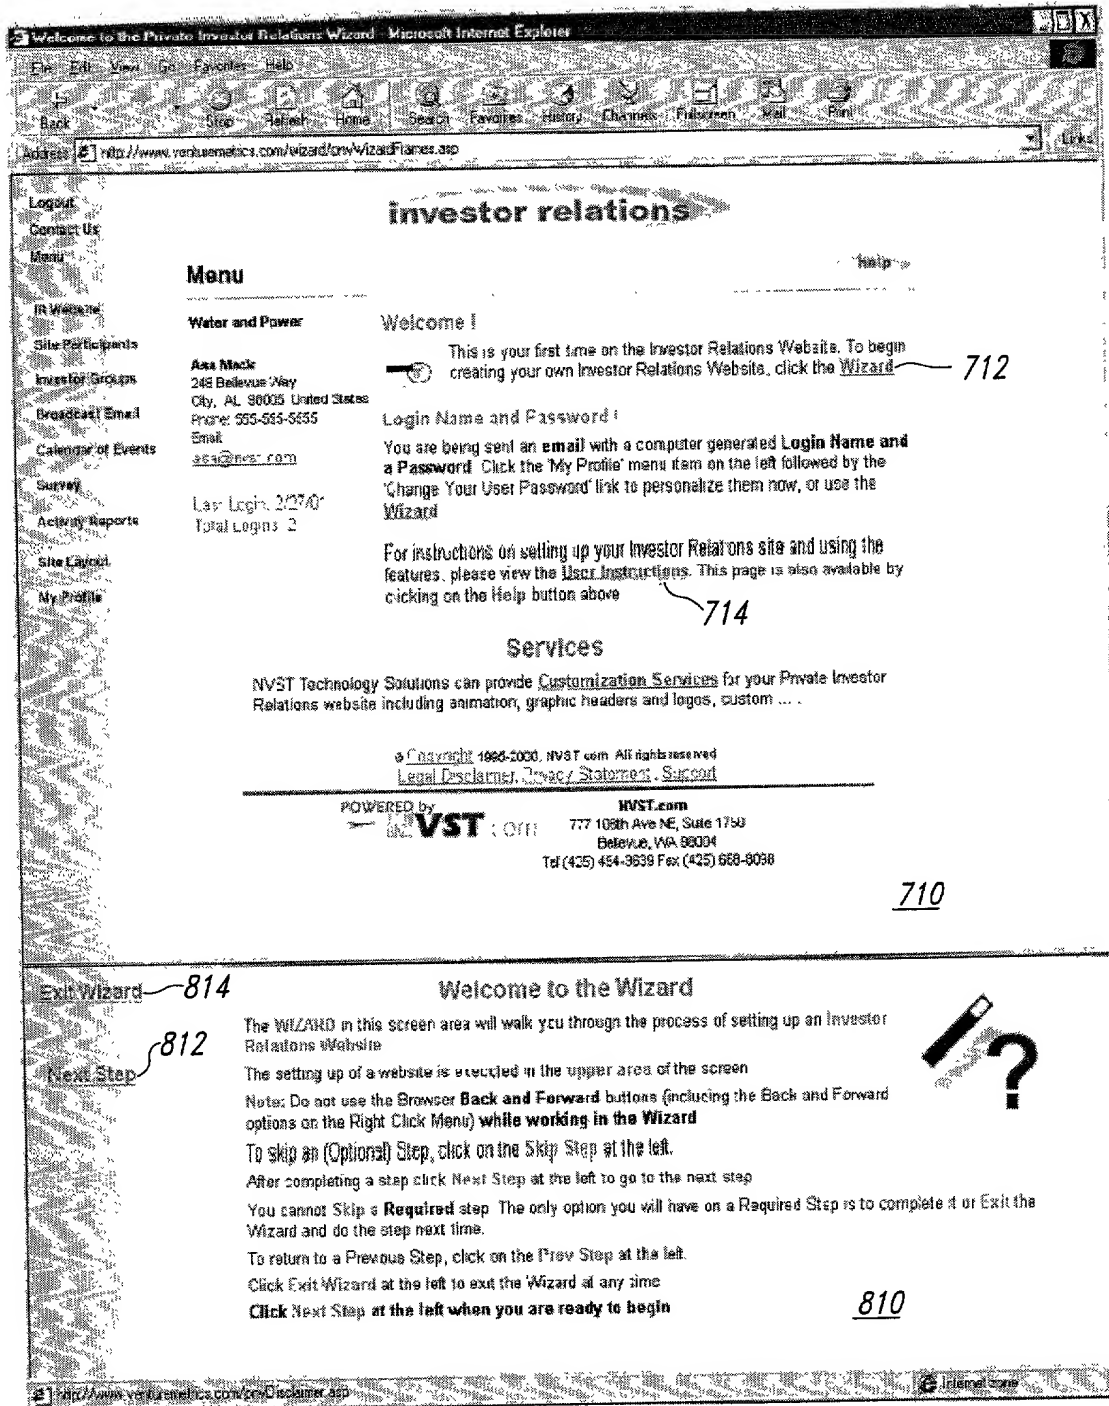 Welcome to the Private Investor Relations Wizard - Microsoft Internet Explorer
File Edit View Go Favorites Help
Back Stop Refresh Home Search Favorites History Channels Fullscreen Mail Print
Address http://www.venturemetrics.com/wizard/ Links
Logout
Contact Us
Menu
IR Website
Site Participants
Investor Groups
Broadcast Email
Calendar of Events
Survey
Activity Reports
Site Layout
My Profile
investor relations
Menu
help
Water and Power
Asa Mack
248 Bellevue Way
City, AL 98005 United States
Phone: 555-555-5555
Email:
asa@nvst.com
Last Login: 2/27/01
Total Logins: 2
Welcome !
This is your first time on the Investor Relations Website. To begin
creating your own Investor Relations Website, click the Wizard
712
Login Name and Password !
You are being sent an email with a computer generated Login Name and
a Password. Click the 'My Profile' menu item on the left followed by the
'Change Your User Password' link to personalize them now, or use the
Wizard
For instructions on setting up your Investor Relations site and using the
features, please view the User Instructions. This page is also available by
clicking on the Help button above
714
Services
NVST Technology Solutions can provide Customization Services for your Private Investor
Relations website including animation, graphic headers and logos, custom ... .
Copyright 1996-2000, NVST.com All rights reserved
Legal Disclaimer, Privacy Statement, Support
POWERED by
NVST.com
NVST.com
777 108th Ave NE, Suite 1750
Bellevue, WA 98004
Tel (425) 454-3639 Fax (425) 688-8098
710
Exit Wizard
814
812
Next Step
Welcome to the Wizard
The WIZARD in this screen area will walk you through the process of setting up an Investor
Relations Website
The setting up of a website is executed in the upper area of the screen
Note: Do not use the Browser Back and Forward buttons (including the Back and Forward
options on the Right Click Menu) while working in the Wizard
To skip an (Optional) Step, click on the Skip Step at the left.
After completing a step click Next Step at the left to go to the next step
You cannot Skip a Required step The only option you will have on a Required Step is to complete it or Exit the
Wizard and do the step next time.
To return to a Previous Step, click on the Prev Step at the left.
Click Exit Wizard at the left to exit the Wizard at any time
Click Next Step at the left when you are ready to begin
?
810
Internet zone